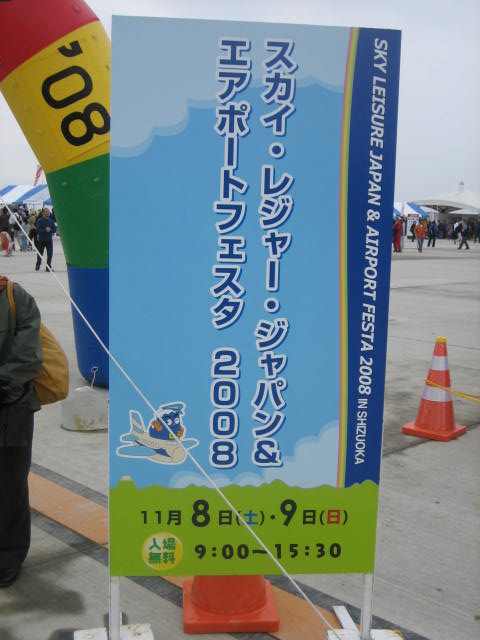 '08
スカイ・レジャー・ジャパン&
エアポートフェスタ 2008
SKY LEISURE JAPAN & AIRPORT FESTA 2008 IN SHIZUOKA
11月8日(土)・9日(日)
入場
無料
9:00〜15:30